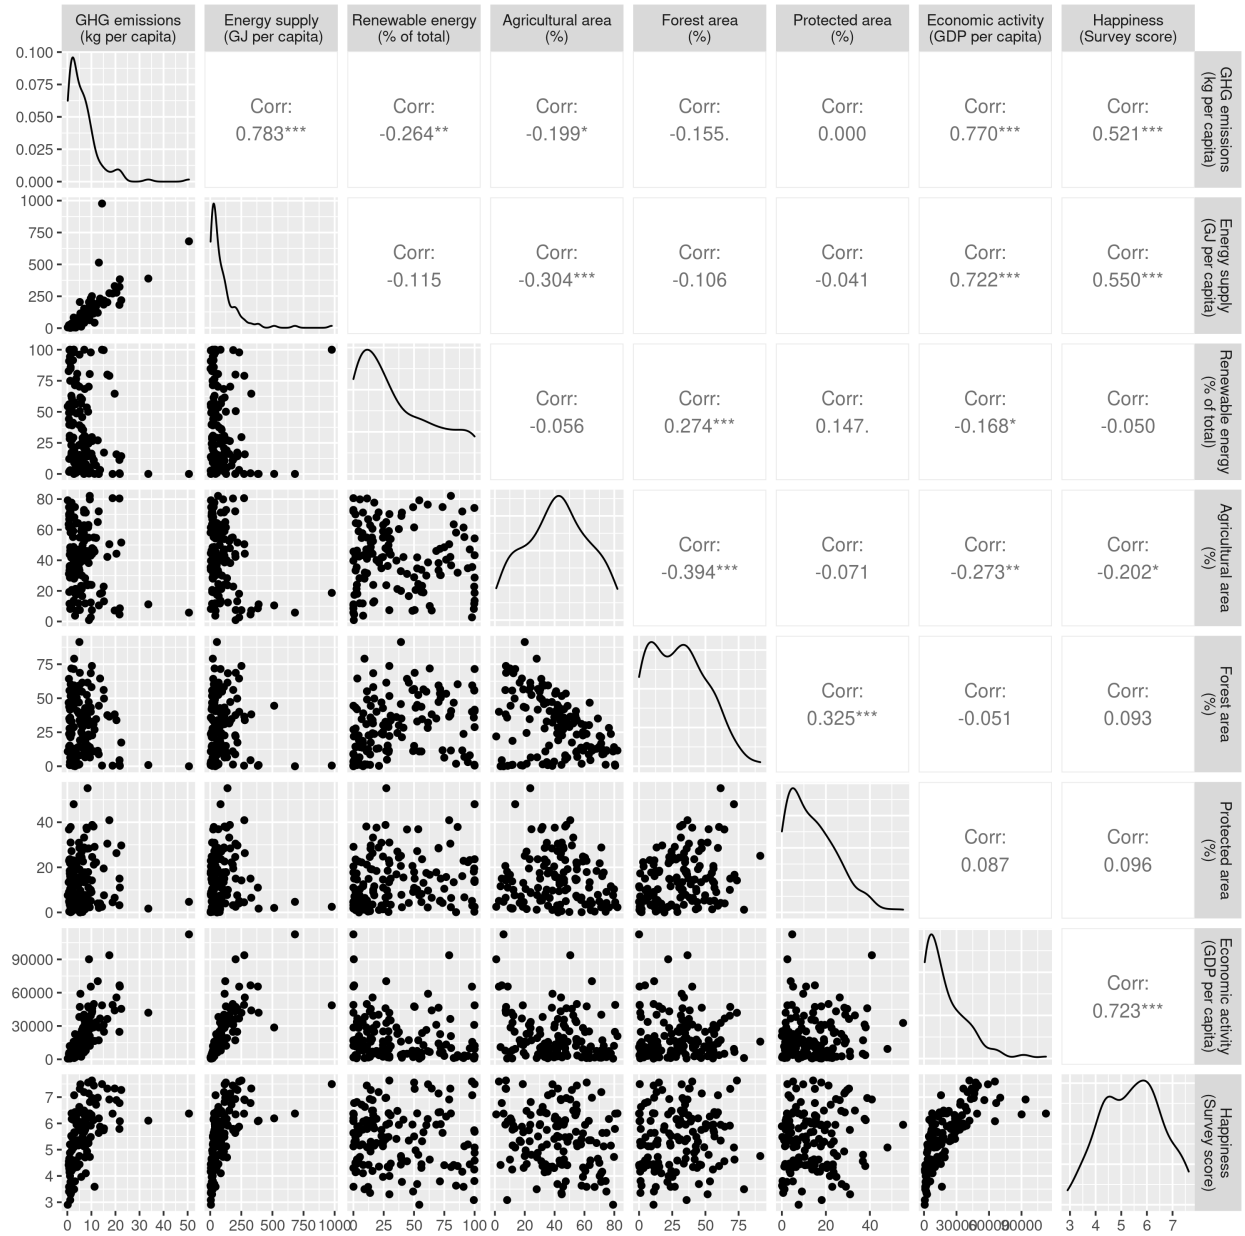 GHG emissions
(kg per capita)
Energy supply
(GJ per capita)
Renewable energy
(% of total)
Agricultural area
(%)
Forest area
(%)
Protected area
(%)
Economic activity
(GDP per capita)
Happiness
(Survey score)
0.100
0.075
0.050
0.025
0.000
Corr:
0.783***
Corr:
-0.264**
Corr:
-0.199*
Corr:
-0.155.
Corr:
0.000
Corr:
0.770***
Corr:
0.521***
GHG emissions
(kg per capita)
1000
750
500
250
0
Corr:
-0.115
Corr:
-0.304***
Corr:
-0.106
Corr:
-0.041
Corr:
0.722***
Corr:
0.550***
Energy supply
(GJ per capita)
100
75
50
25
0
Corr:
-0.056
Corr:
0.274***
Corr:
0.147.
Corr:
-0.168*
Corr:
-0.050
Renewable energy
(% of total)
80
60
40
20
0
Corr:
-0.394***
Corr:
-0.071
Corr:
-0.273**
Corr:
-0.202*
Agricultural area
(%)
75
50
25
0
Corr:
0.325***
Corr:
-0.051
Corr:
0.093
Forest area
(%)
40
20
0
Corr:
0.087
Corr:
0.096
Protected area
(%)
90000
60000
30000
0
Corr:
0.723***
Economic activity
(GDP per capita)
7
6
5
4
3
Happiness
(Survey score)
0 10 20 30 40 50
0 250 500 750 1000
0 25 50 75 100
0 20 40 60 80
0 25 50 75
0 20 40
0 30000 60000 90000
3 4 5 6 7